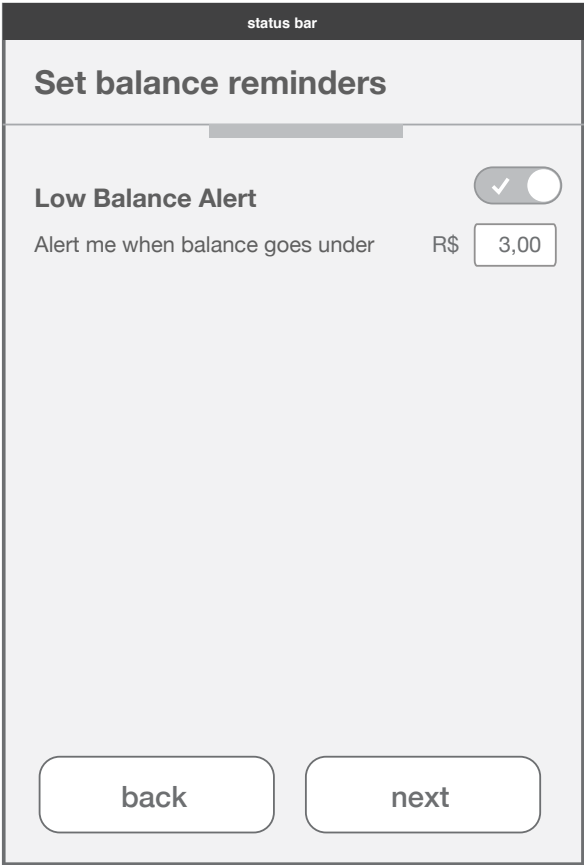 status bar
Set balance reminders
Low Balance Alert
Alert me when balance goes under R$ 3,00
back next